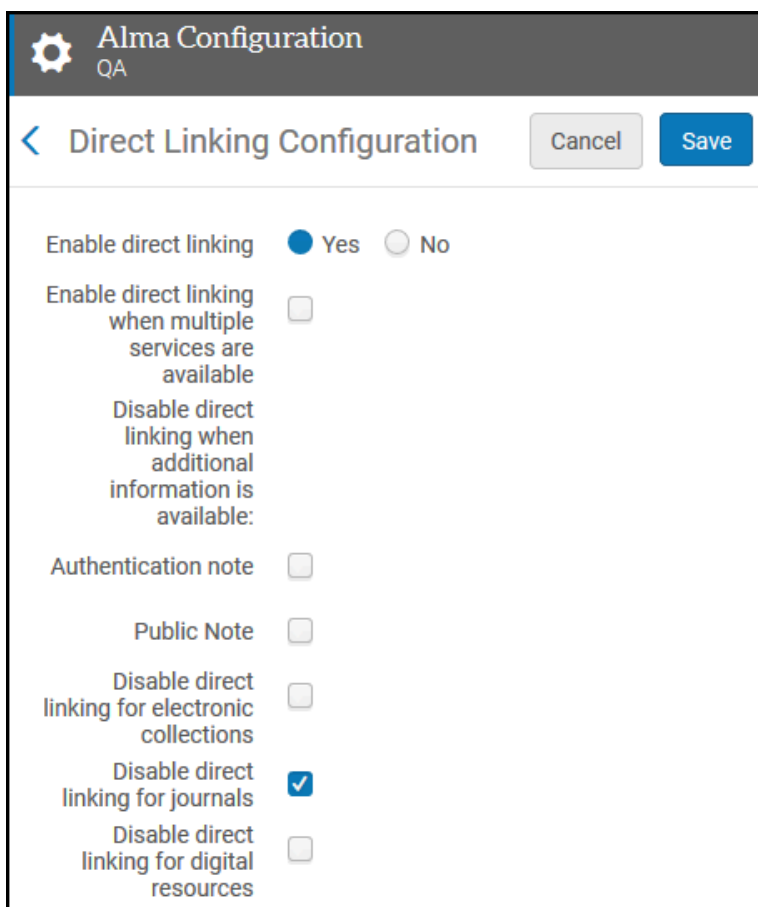 Alma Configuration
QA
Direct Linking Configuration
Cancel
Save
Enable direct linking
Yes
No
Enable direct linking
when multiple
services are
available
Disable direct
linking when
additional
information is
available:
Authentication note
Public Note
Disable direct
linking for electronic
collections
Disable direct
linking for journals
Disable direct
linking for digital
resources